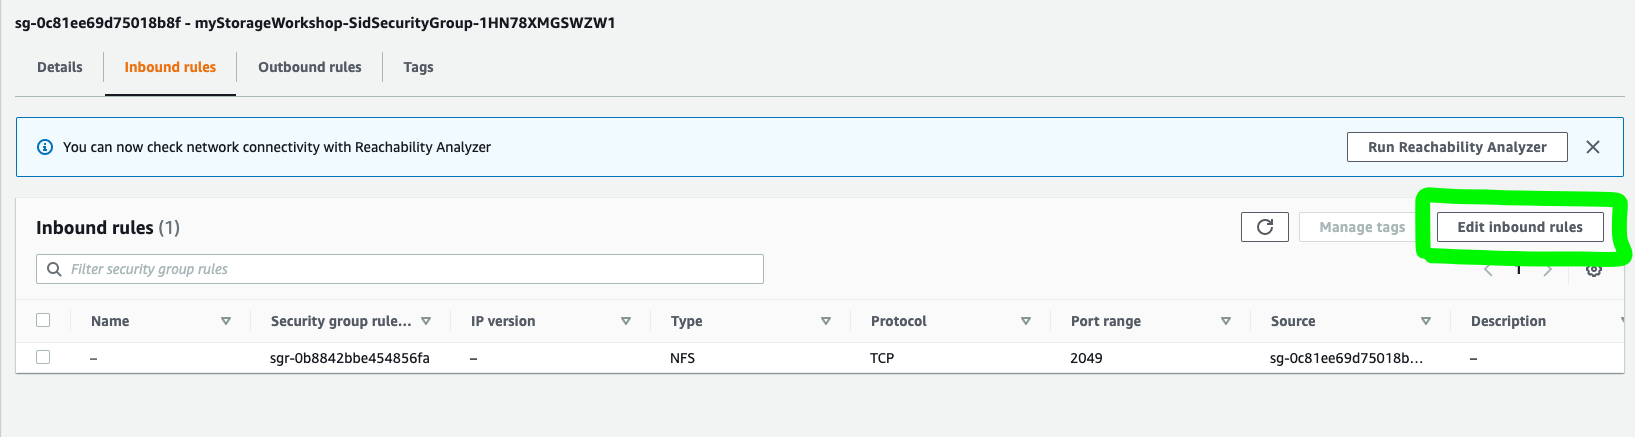 sg-0c81ee69d75018b8f - myStorageWorkshop-SidSecurityGroup-1HN78XMGSWZW1
Details Inbound rules Outbound rules Tags
You can now check network connectivity with Reachability Analyzer Run Reachability Analyzer
Inbound rules (1) Manage tags Edit inbound rules
Filter security group rules 1
Name Security group rule... IP version Type Protocol Port range Source Description
– sgr-0b8842bbe454856fa – NFS TCP 2049 sg-0c81ee69d75018b... –